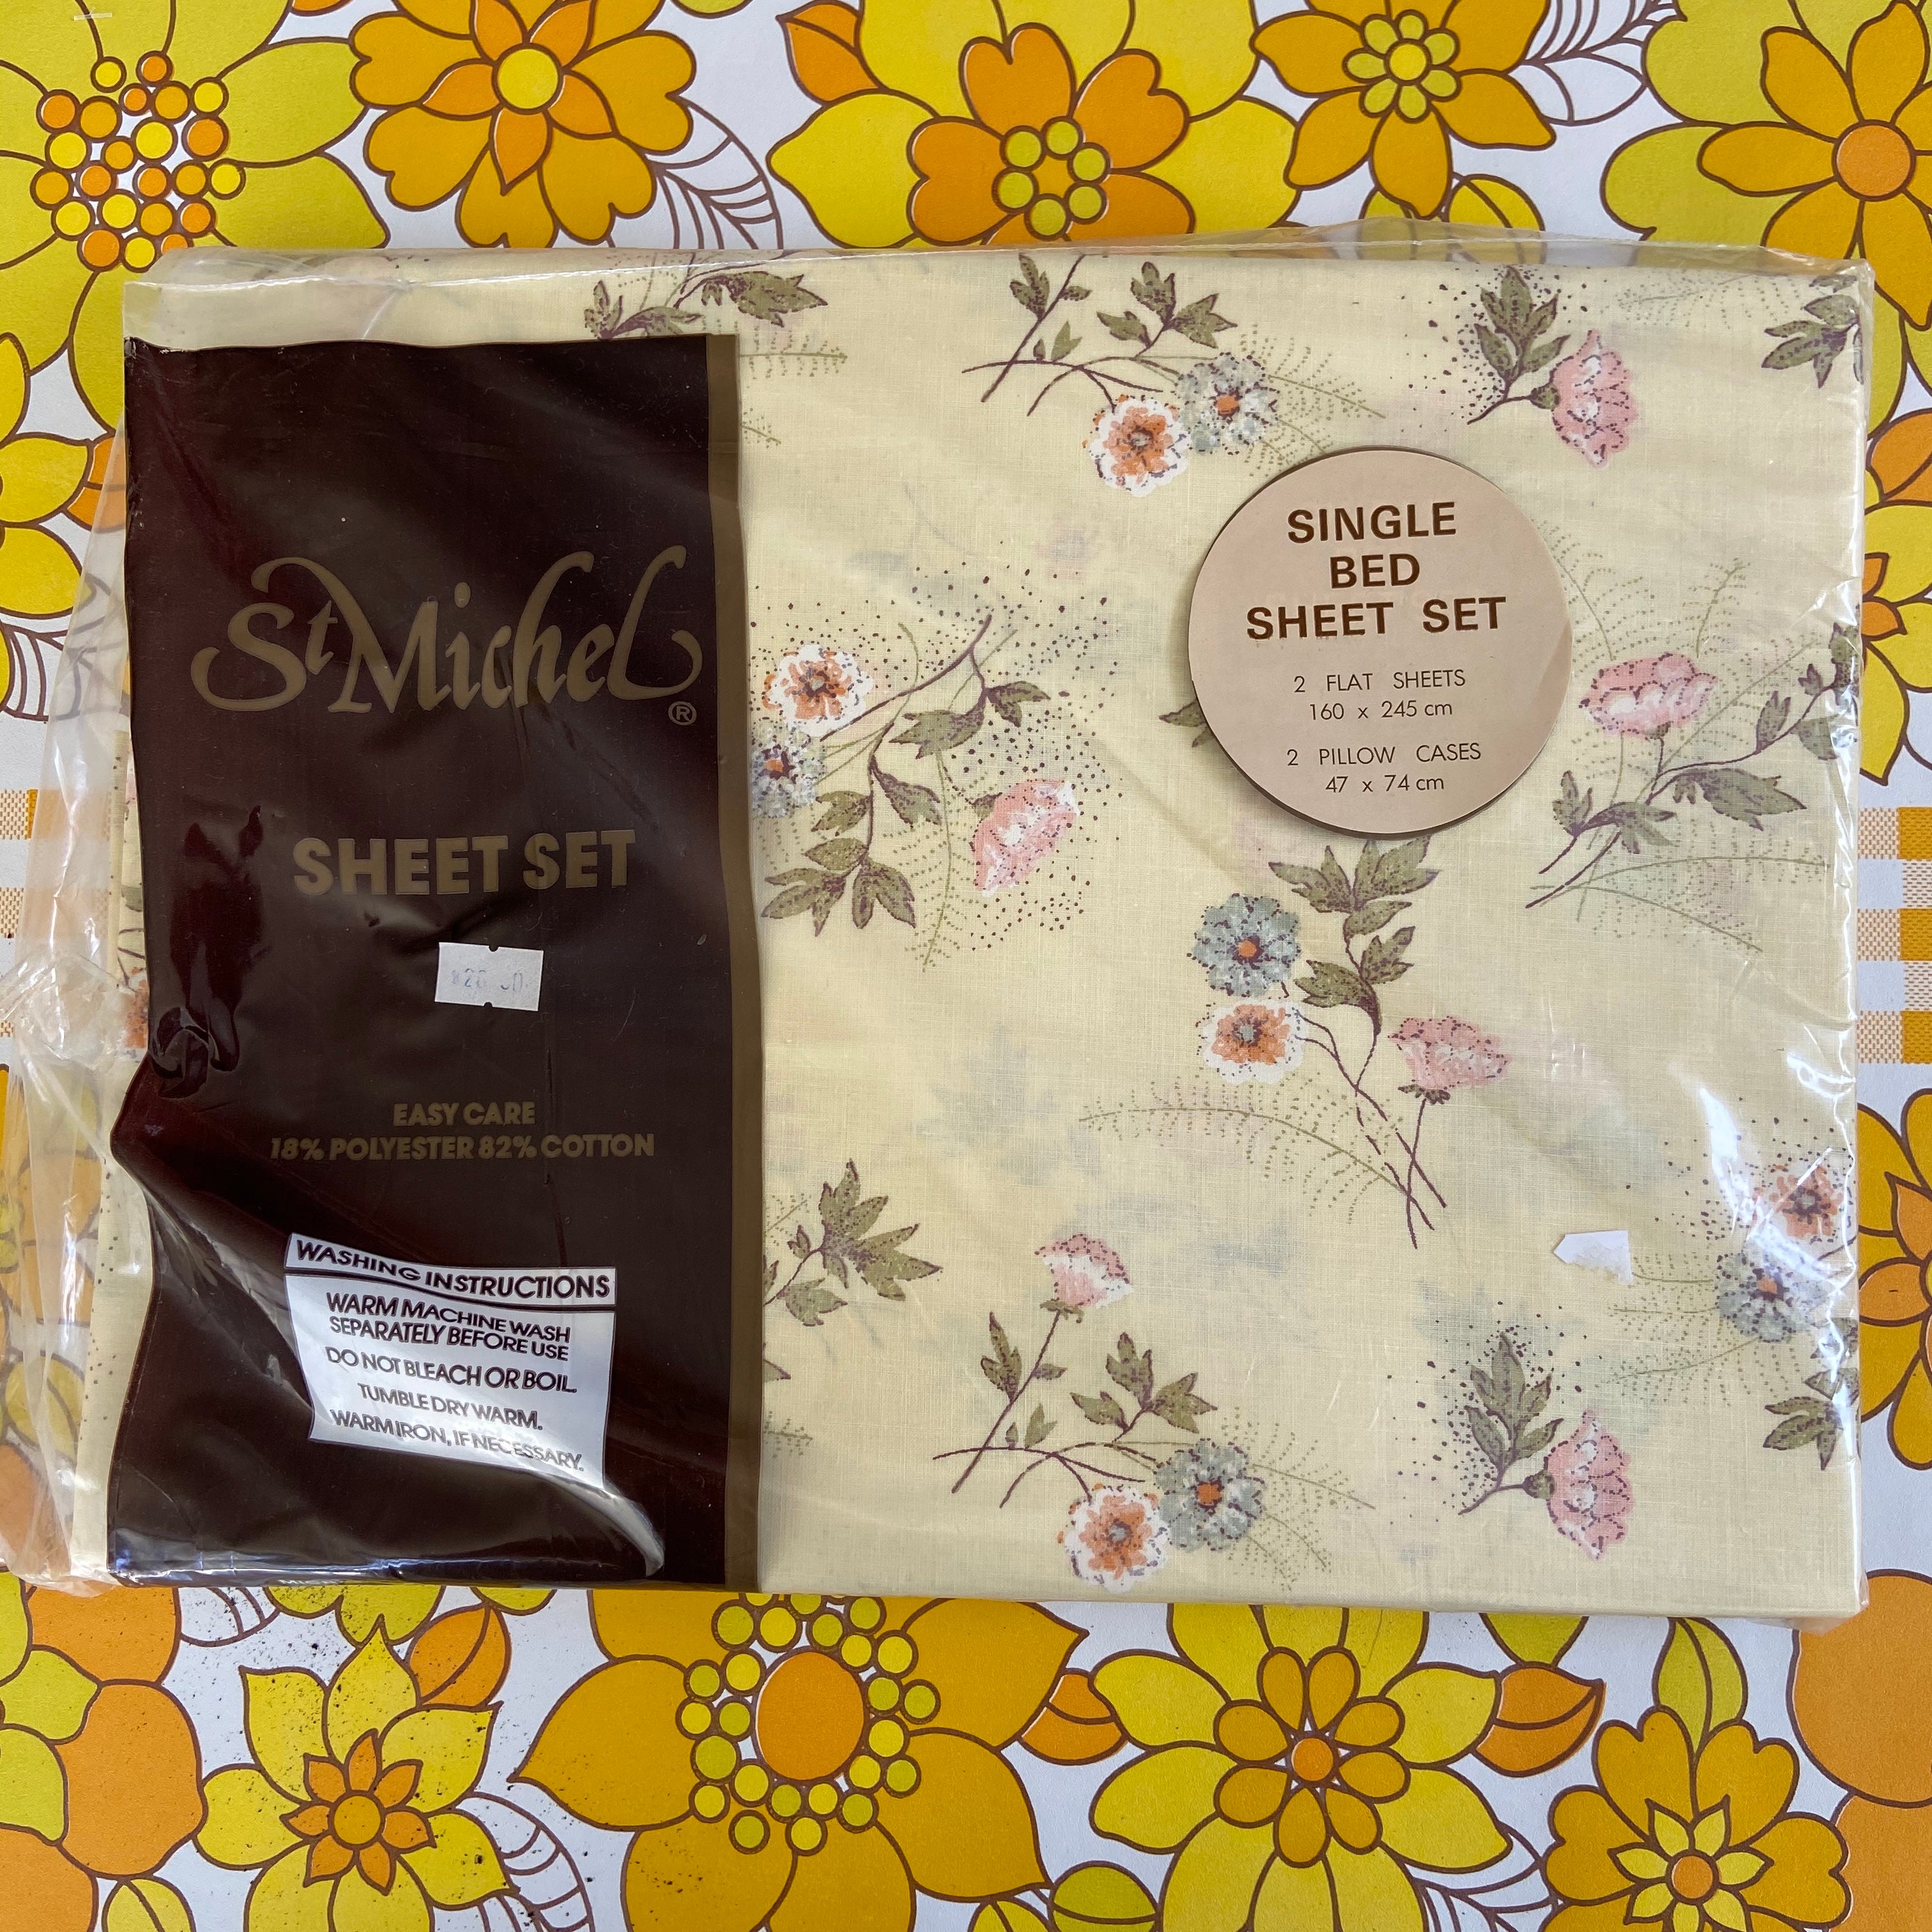 St Michel
®
SHEET SET
EASY CARE
18% POLYESTER 82% COTTON
WASHING INSTRUCTIONS
WARM MACHINE WASH
SEPARATELY BEFORE USE
DO NOT BLEACH OR BOIL.
TUMBLE DRY WARM.
WARM IRON, IF NECESSARY.
SINGLE
BED
SHEET SET
2 FLAT SHEETS
160 x 245 cm
2 PILLOW CASES
47 x 74 cm